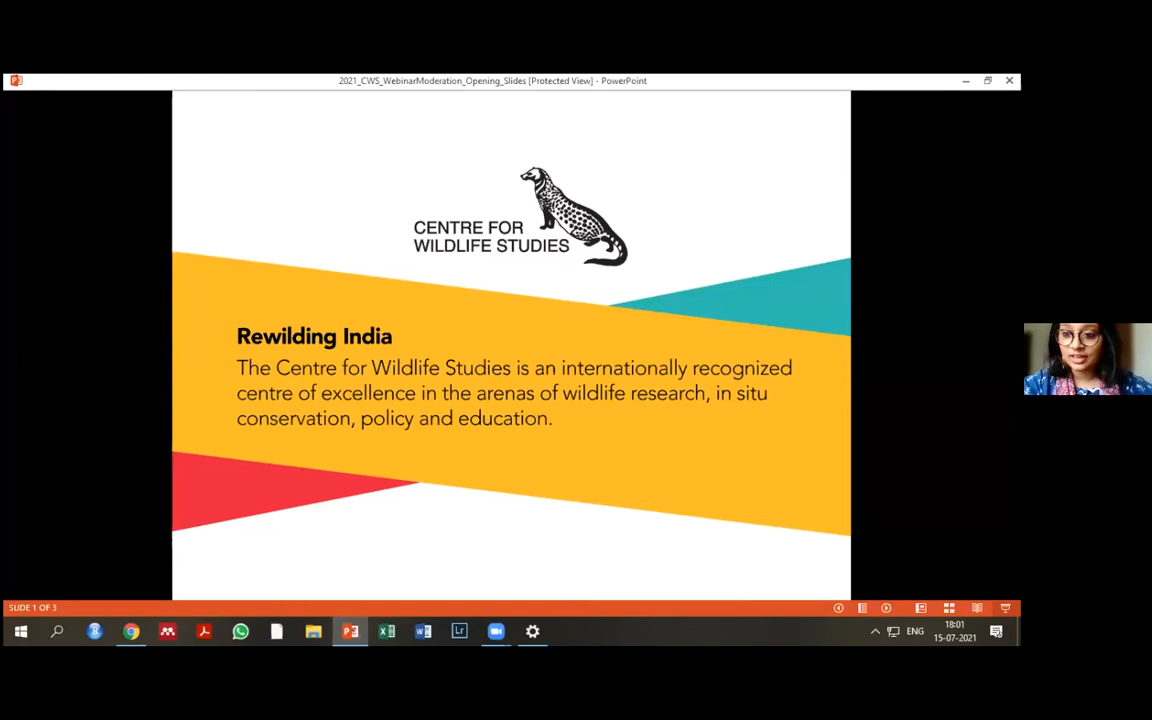 2021_CWS_WebinarModeration_Opening_Slides [Protected View] - PowerPoint
CENTRE FOR
WILDLIFE STUDIES
Rewilding India
The Centre for Wildlife Studies is an internationally recognized
centre of excellence in the arenas of wildlife research, in situ
conservation, policy and education.
SLIDE 1 OF 3
Lr
ENG
18:01
15-07-2021